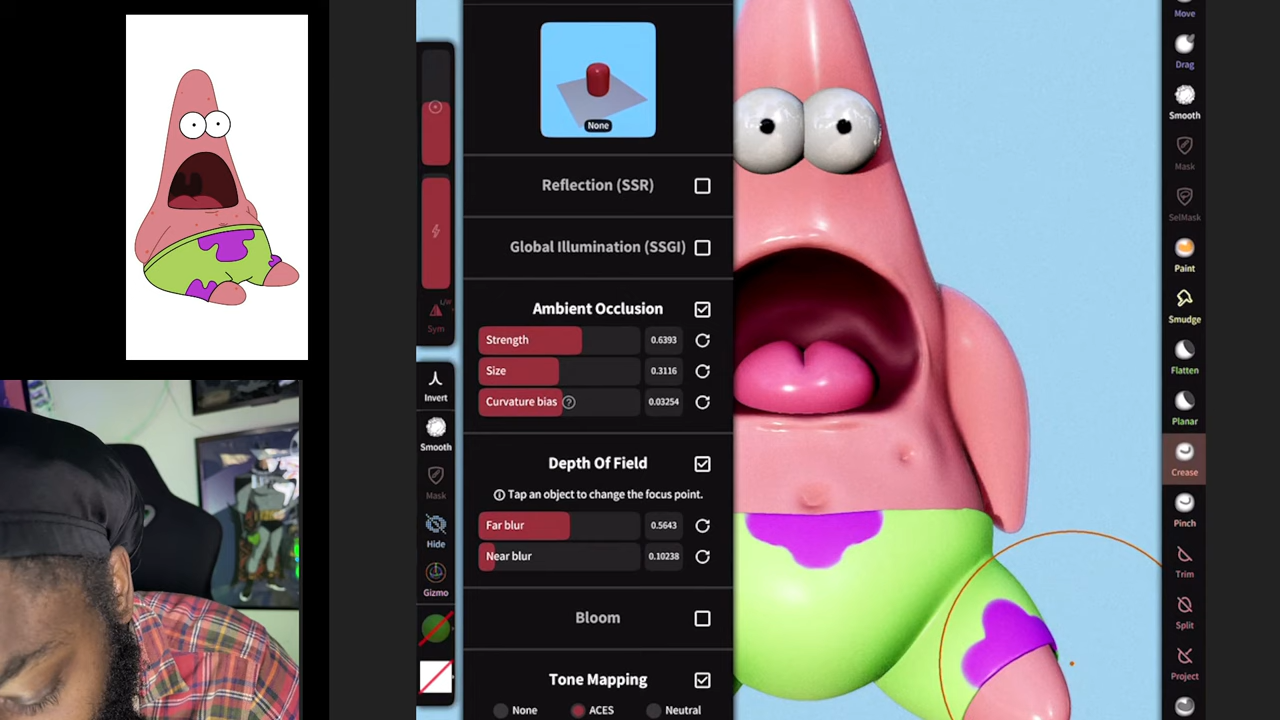 None
Reflection (SSR)
Global Illumination (SSGI)
Ambient Occlusion
Strength 0.6393
Size 0.3116
Curvature bias ? 0.03254
Depth Of Field
Tap an object to change the focus point.
Far blur 0.5643
Near blur 0.10238
Bloom
Tone Mapping
None ACES Neutral
Sym
Invert
Smooth
Mask
Hide
Gizmo
Move
Drag
Smooth
Mask
SelMask
Paint
Smudge
Flatten
Planar
Crease
Pinch
Trim
Split
Project